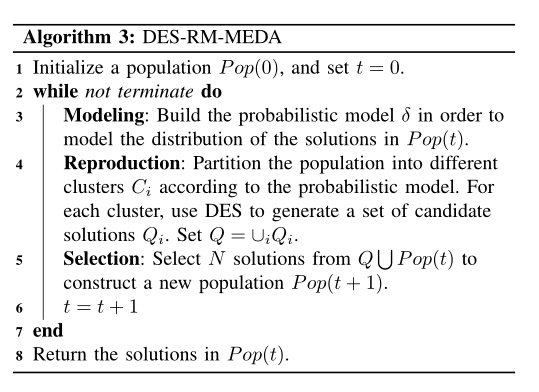 Algorithm 3: DES-RM-MEDA
1 Initialize a population Pop(0), and set t = 0.
2 while not terminate do
3 Modeling: Build the probabilistic model δ in order to
model the distribution of the solutions in Pop(t).
4 Reproduction: Partition the population into different
clusters C_i according to the probabilistic model. For
each cluster, use DES to generate a set of candidate
solutions Q_i. Set Q = ∪_iQ_i.
5 Selection: Select N solutions from Q ⋃ Pop(t) to
construct a new population Pop(t + 1).
6 t = t + 1
7 end
8 Return the solutions in Pop(t).